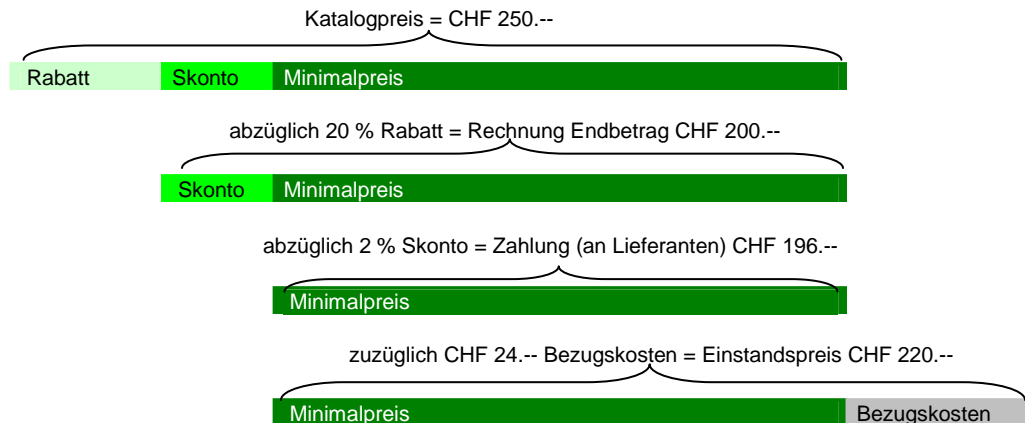 Katalogpreis = CHF 250.--
Rabatt Skonto Minimalpreis
abzüglich 20 % Rabatt = Rechnung Endbetrag CHF 200.--
Skonto Minimalpreis
abzüglich 2 % Skonto = Zahlung (an Lieferanten) CHF 196.--
Minimalpreis
zuzüglich CHF 24.-- Bezugskosten = Einstandspreis CHF 220.--
Minimalpreis Bezugskosten